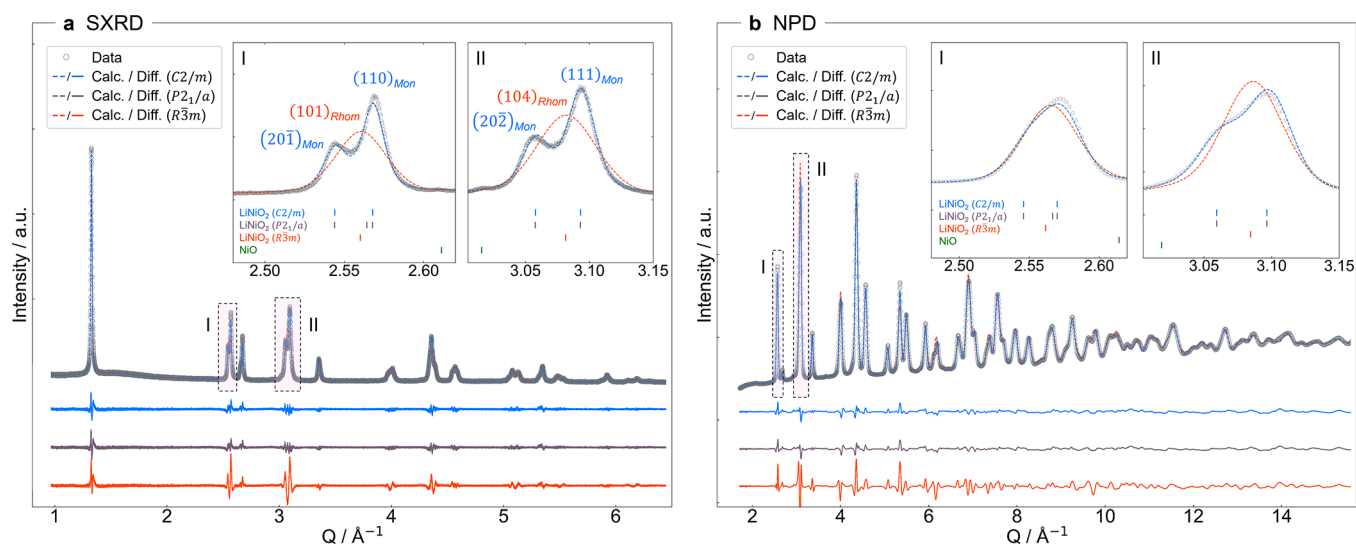 a SXRD
Intensity / a.u.
Data
Calc. / Diff. (C2/m)
Calc. / Diff. (P2₁/a)
Calc. / Diff. (R3̅m)
I
(110)Mon
(101)Rhom
(201̅)Mon
LiNiO₂ (C2/m)
LiNiO₂ (P2₁/a)
LiNiO₂ (R3̅m)
NiO
2.50 2.55 2.60
II
(111)Mon
(104)Rhom
(202̅)Mon
3.05 3.10 3.15
I
II
1 2 3 4 5 6
Q / Å⁻¹
b NPD
Intensity / a.u.
Data
Calc. / Diff. (C2/m)
Calc. / Diff. (P2₁/a)
Calc. / Diff. (R3̅m)
I
LiNiO₂ (C2/m)
LiNiO₂ (P2₁/a)
LiNiO₂ (R3̅m)
NiO
2.50 2.55 2.60
II
3.05 3.10 3.15
I
II
2 4 6 8 10 12 14
Q / Å⁻¹